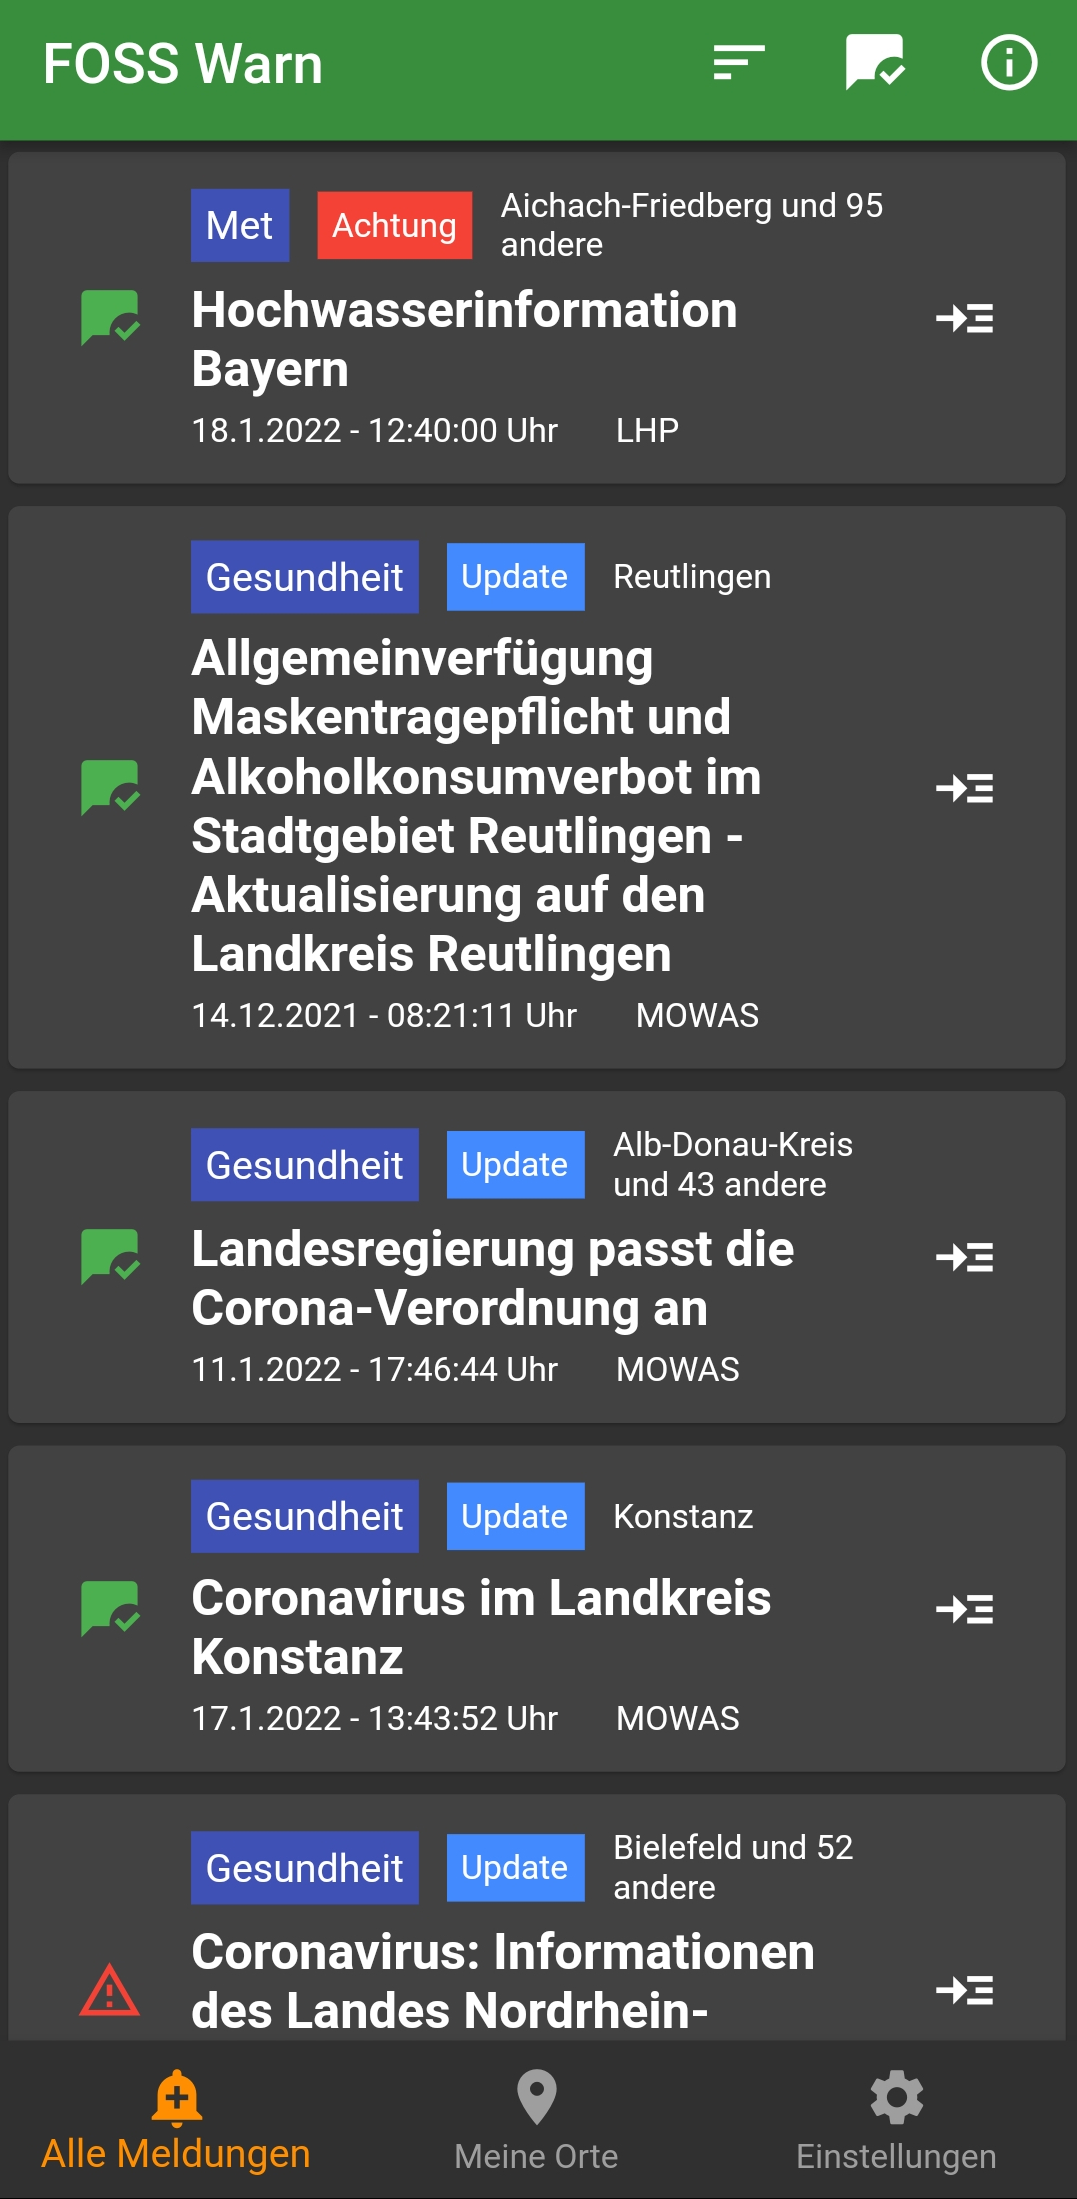 FOSS Warn
Met
Achtung
Aichach-Friedberg und 95
andere
Hochwasserinformation
Bayern
18.1.2022 - 12:40:00 Uhr LHP
Gesundheit
Update
Reutlingen
Allgemeinverfügung
Maskentragepflicht und
Alkoholkonsumverbot im
Stadtgebiet Reutlingen -
Aktualisierung auf den
Landkreis Reutlingen
14.12.2021 - 08:21:11 Uhr MOWAS
Gesundheit
Update
Alb-Donau-Kreis
und 43 andere
Landesregierung passt die
Corona-Verordnung an
11.1.2022 - 17:46:44 Uhr MOWAS
Gesundheit
Update
Konstanz
Coronavirus im Landkreis
Konstanz
17.1.2022 - 13:43:52 Uhr MOWAS
Gesundheit
Update
Bielefeld und 52
andere
Coronavirus: Informationen
des Landes Nordrhein-
Alle Meldungen
Meine Orte
Einstellungen